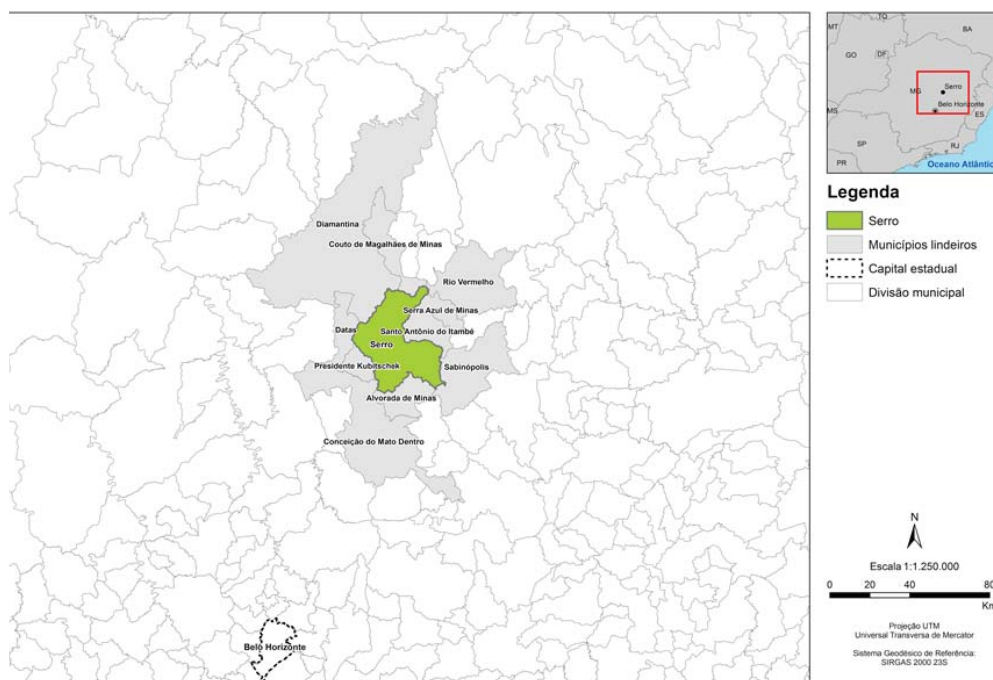 Diamantina
Couto de Magalhães de Minas
Rio Vermelho
Serra Azul de Minas
Datas
Santo Antônio do Itambé
Serro
Presidente Kubitschek
Sabinópolis
Alvorada de Minas
Conceição do Mato Dentro
Belo Horizonte
TO
MT
BA
GO
DF
MG
Serro
Belo Horizonte
MS
ES
SP
RJ
PR
Oceano Atlântic
Legenda
Serro
Municípios lindeiros
Capital estadual
Divisão municipal
N
Escala 1:1.250.000
0 20 40 80
Km
Projeção UTM
Universal Transversa de Mercator
Sistema Geodésico de Referência:
SIRGAS 2000 23S